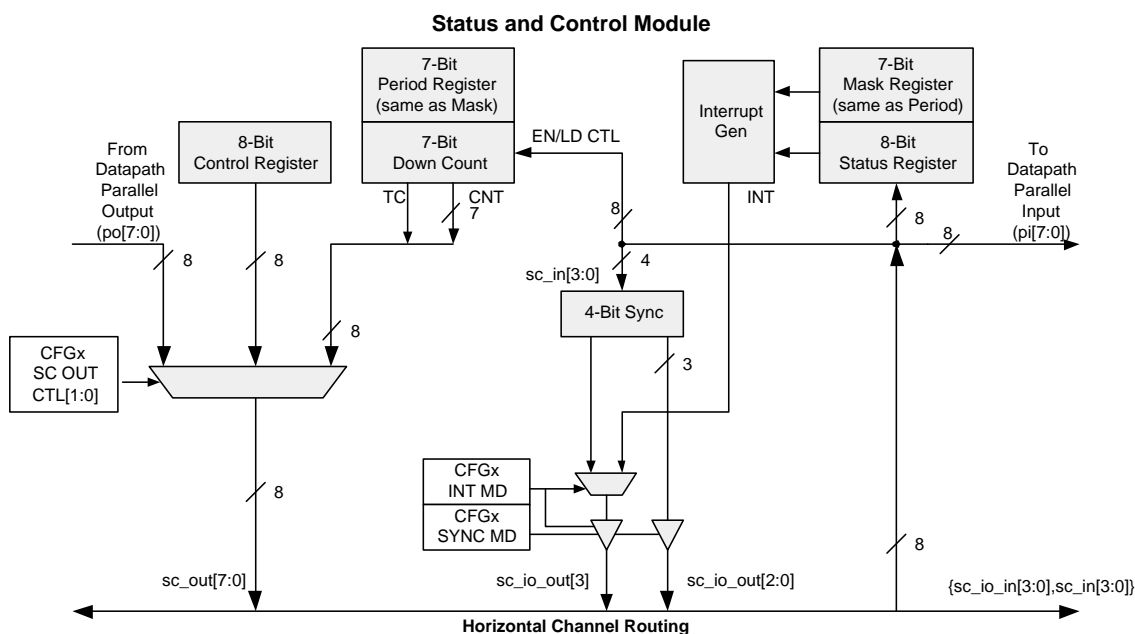 Status and Control Module
7-Bit
Period Register
(same as Mask)
7-Bit
Mask Register
(same as Period)
Interrupt
Gen
8-Bit
Control Register
7-Bit
Down Count
EN/LD CTL
8-Bit
Status Register
From
Datapath
Parallel
Output
(po[7:0])
To
Datapath
Parallel
Input
(pi[7:0])
TC
CNT
7
INT
8
8
8
8
8
4
sc_in[3:0]
4-Bit Sync
8
3
CFGx
SC OUT
CTL[1:0]
CFGx
INT MD
CFGx
SYNC MD
8
8
sc_out[7:0]
sc_io_out[3]
sc_io_out[2:0]
{sc_io_in[3:0],sc_in[3:0]}
Horizontal Channel Routing